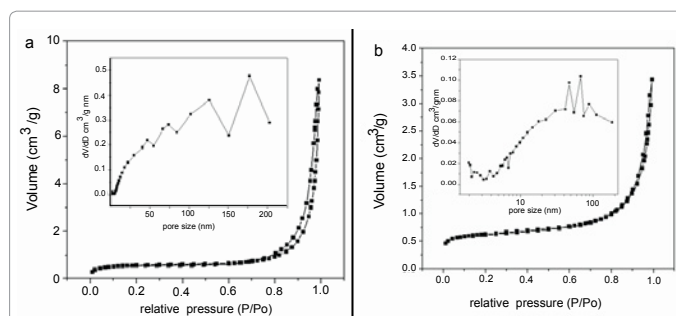 a
10
8
6
4
2
0
Volume (cm³/g)
0.0 0.2 0.4 0.6 0.8 1.0
relative pressure (P/Po)
0.5
0.4
0.3
0.2
0.1
0.0
dV/dD cm³/g nm
50 100 150 200
pore size (nm)
b
4.0
3.5
3.0
2.5
2.0
1.5
1.0
0.5
0.0
Volume (cm³/g)
0.0 0.2 0.4 0.6 0.8 1.0
relative pressure (P/Po)
0.12
0.10
0.08
0.06
0.04
0.02
0.00
dV/dD cm³/gnm
10 100
pore size (nm)